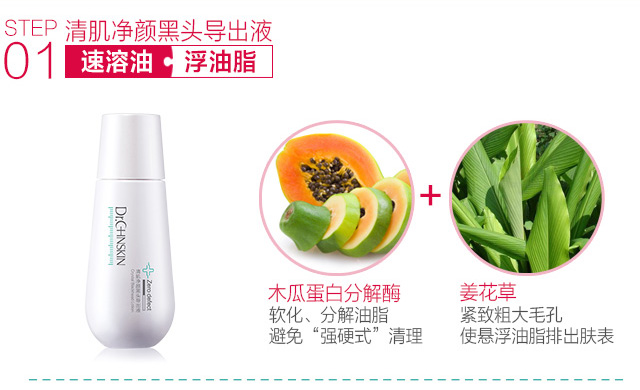 STEP 01
清肌净颜黑头导出液
速溶油·浮油脂
Dr.CHNSKIN
Zero defect
木瓜蛋白分解酶
软化、分解油脂
避免“强硬式”清理
+
姜花草
紧致粗大毛孔
使悬浮油脂排出肤表